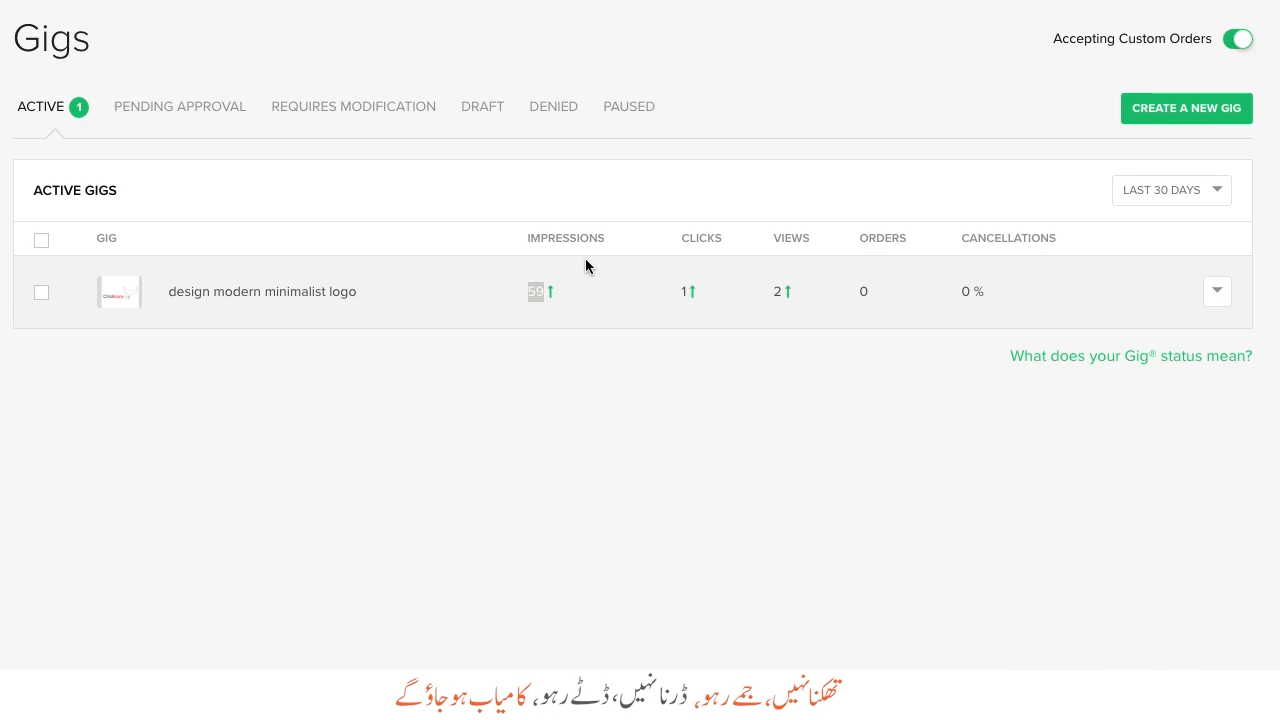 Gigs
Accepting Custom Orders
ACTIVE 1 PENDING APPROVAL REQUIRES MODIFICATION DRAFT DENIED PAUSED
CREATE A NEW GIG
ACTIVE GIGS
LAST 30 DAYS
GIG IMPRESSIONS CLICKS VIEWS ORDERS CANCELLATIONS
design modern minimalist logo 59 1 2 0 0 %
What does your Gig® status mean?
تھکنا نہیں، جمے رہو، ڈرنا نہیں، ڈٹے رہو، کامیاب ہو جاؤ گے